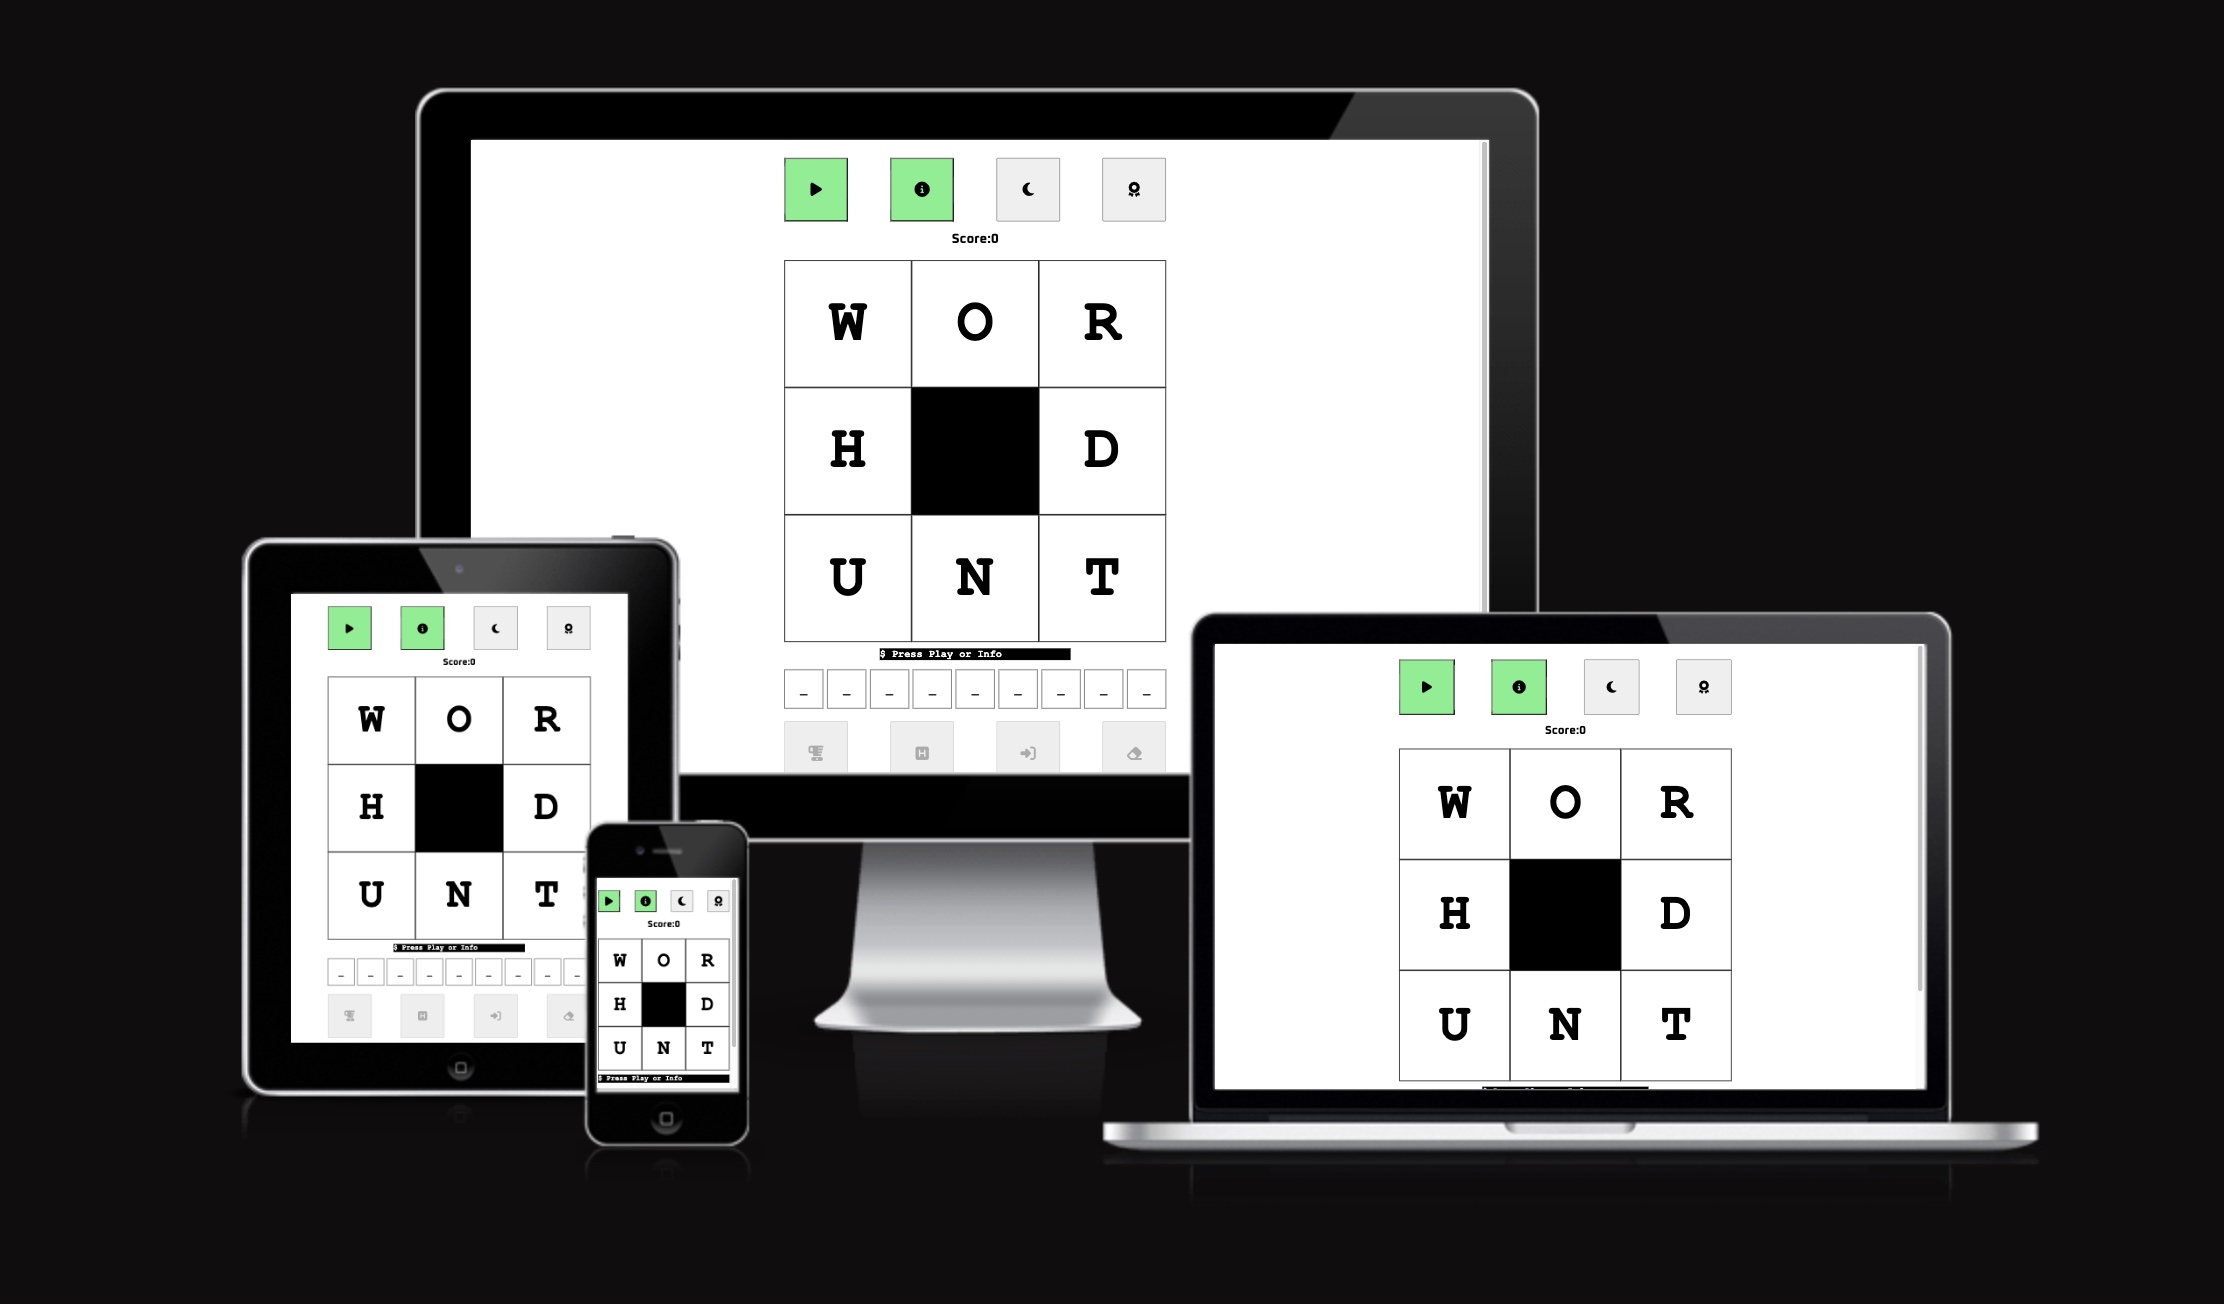 Score:0
W O R
H D
U N T
$ Press Play or Info
_ _ _ _ _ _ _ _ _
H
Score:0
W O R
H D
U N T
$ Press Play or Info
_ _ _ _ _ _ _ _ _
H
Score:0
W O R
H D
U N T
$ Press Play or Info
Score:0
W O R
H D
U N T